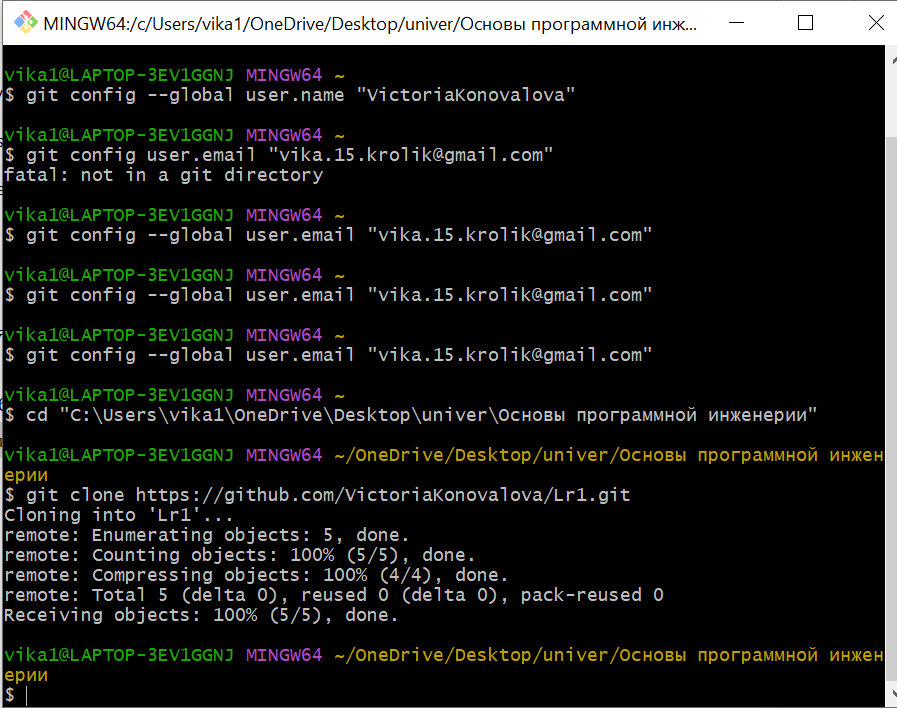 MINGW64:/c/Users/vika1/OneDrive/Desktop/univer/Основы программной инж...
vika1@LAPTOP-3EV1GGNJ MINGW64 ~
$ git config --global user.name "VictoriaKonovalova"
vika1@LAPTOP-3EV1GGNJ MINGW64 ~
$ git config user.email "vika.15.krolik@gmail.com"
fatal: not in a git directory
vika1@LAPTOP-3EV1GGNJ MINGW64 ~
$ git config --global user.email "vika.15.krolik@gmail.com"
vika1@LAPTOP-3EV1GGNJ MINGW64 ~
$ git config --global user.email "vika.15.krolik@gmail.com"
vika1@LAPTOP-3EV1GGNJ MINGW64 ~
$ git config --global user.email "vika.15.krolik@gmail.com"
vika1@LAPTOP-3EV1GGNJ MINGW64 ~
$ cd "C:\Users\vika1\OneDrive\Desktop\univer\Основы программной инженерии"
vika1@LAPTOP-3EV1GGNJ MINGW64 ~/OneDrive/Desktop/univer/Основы программной инжен
ерии
$ git clone https://github.com/VictoriaKonovalova/Lr1.git
Cloning into 'Lr1'...
remote: Enumerating objects: 5, done.
remote: Counting objects: 100% (5/5), done.
remote: Compressing objects: 100% (4/4), done.
remote: Total 5 (delta 0), reused 0 (delta 0), pack-reused 0
Receiving objects: 100% (5/5), done.
vika1@LAPTOP-3EV1GGNJ MINGW64 ~/OneDrive/Desktop/univer/Основы программной инжен
ерии
$